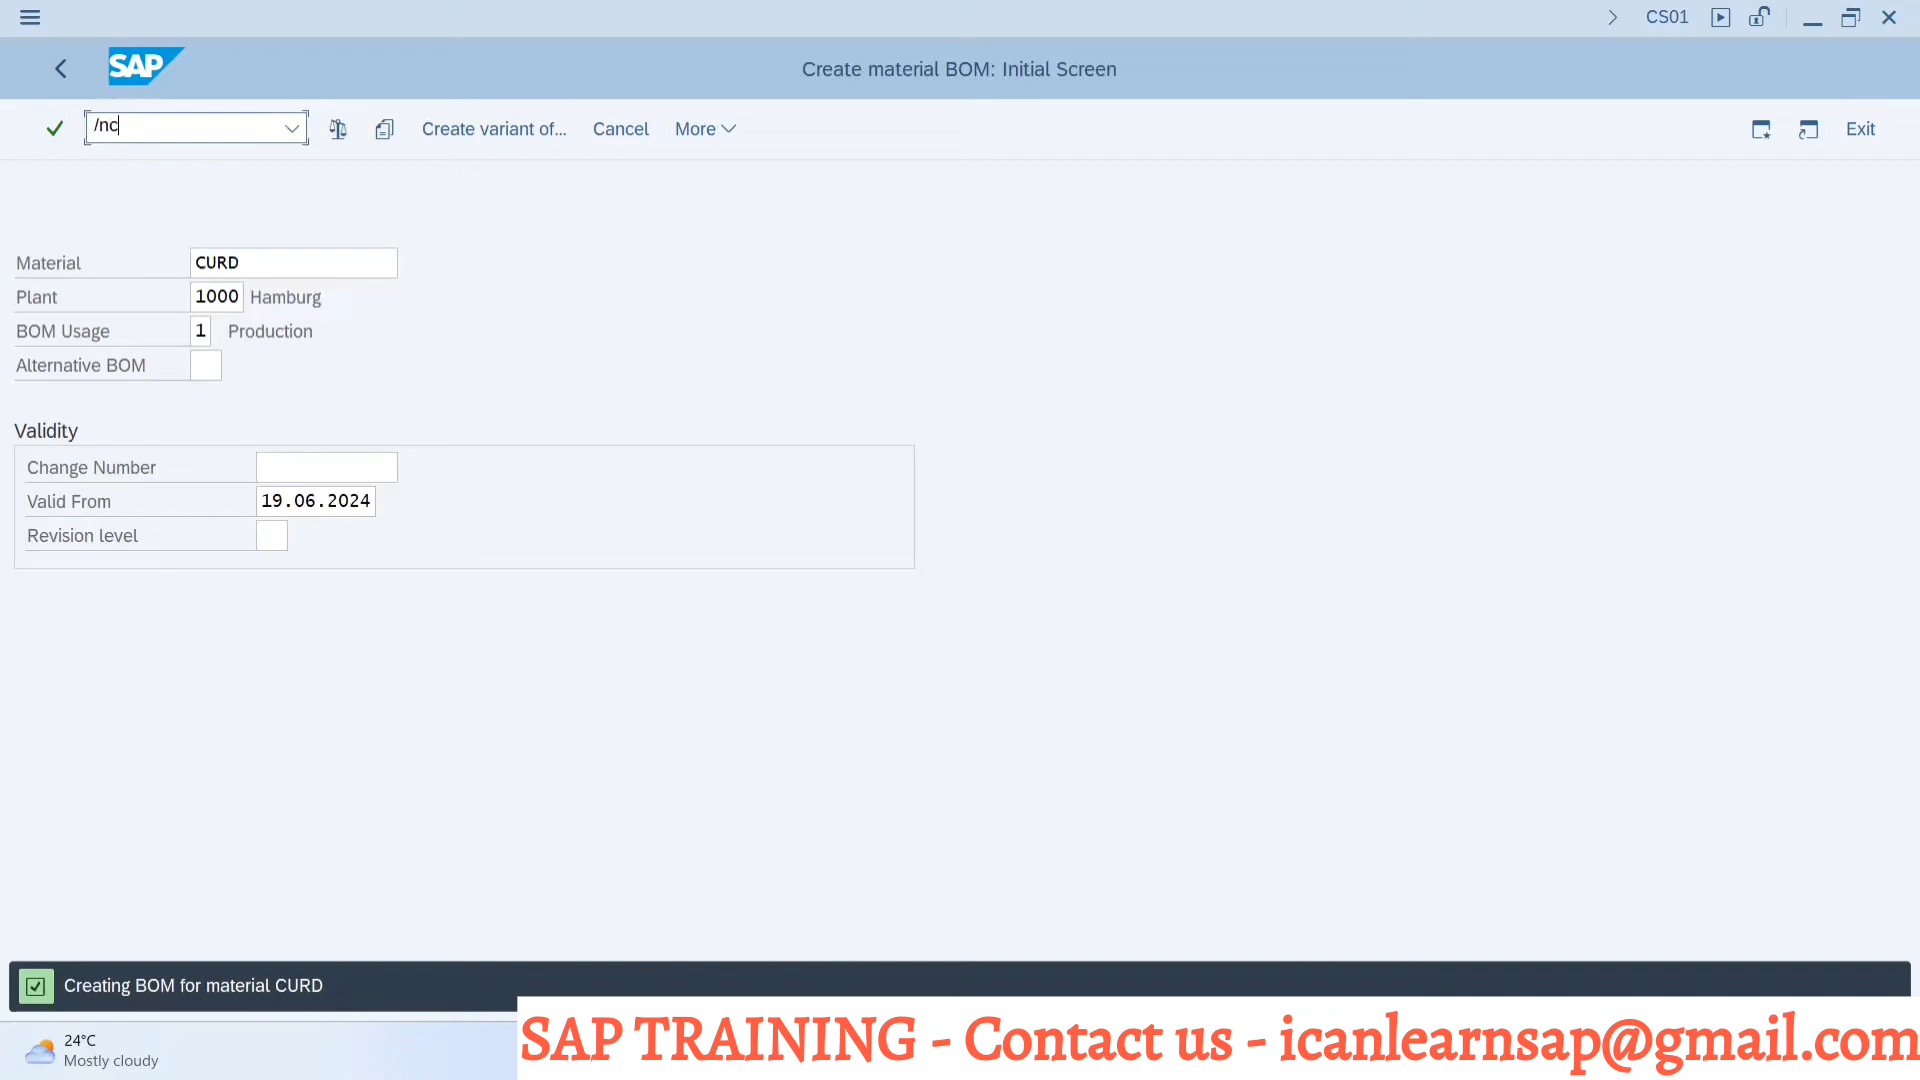 CS01
SAP
Create material BOM: Initial Screen
/nc
Create variant of...
Cancel
More
Exit
Material
CURD
Plant
1000
Hamburg
BOM Usage
1
Production
Alternative BOM
Validity
Change Number
Valid From
19.06.2024
Revision level
Creating BOM for material CURD
24°C
Mostly cloudy
SAP TRAINING - Contact us - icanlearnsap@gmail.com